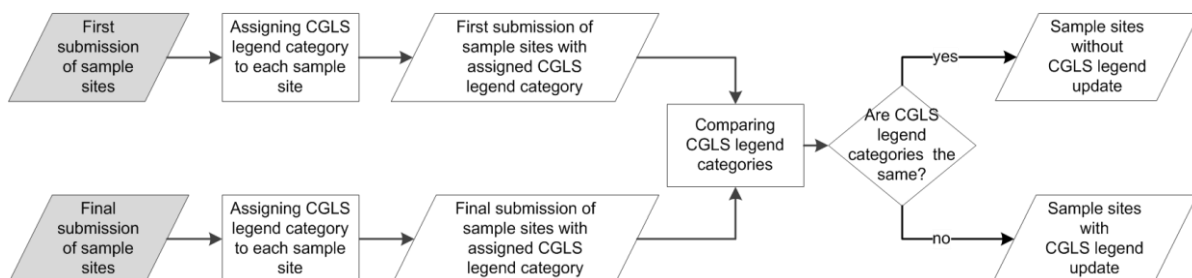 First
submission
of sample
sites
Assigning CGLS
legend category
to each sample
site
First submission of
sample sites with
assigned CGLS
legend category
Comparing
CGLS legend
categories
Are CGLS
legend
categories the
same?
yes
Sample sites
without
CGLS legend
update
Final
submission
of sample
sites
Assigning CGLS
legend category
to each sample
site
Final submission of
sample sites with
assigned CGLS
legend category
no
Sample sites
with
CGLS legend
update